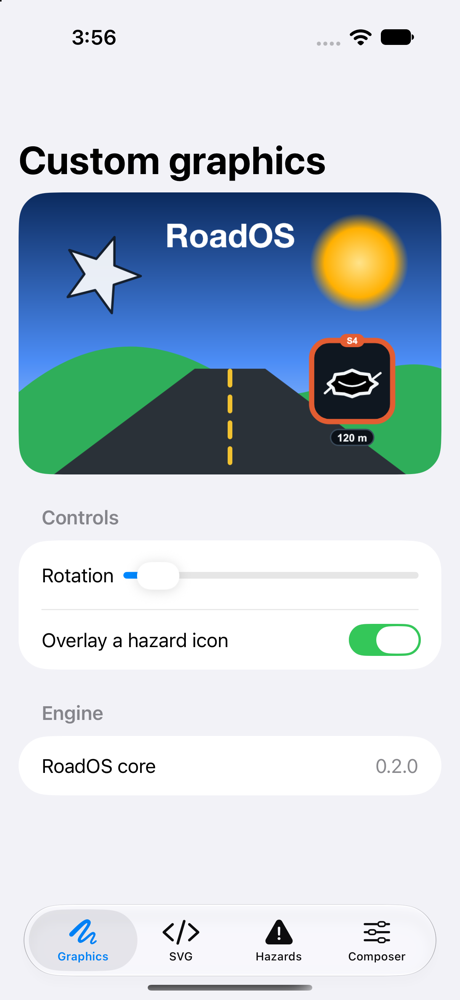 3:56
Custom graphics
RoadOS
S4
120 m
Controls
Rotation
Overlay a hazard icon
Engine
RoadOS core 0.2.0
Graphics SVG Hazards Composer